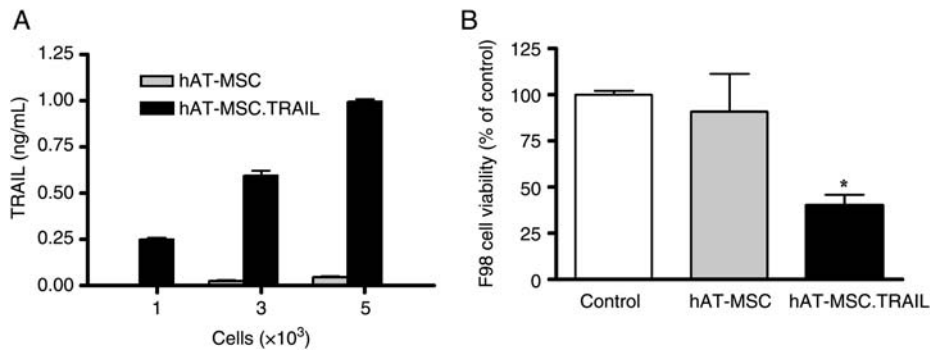 A
TRAIL (ng/mL)
1.25
1.00
0.75
0.50
0.25
0.00
hAT-MSC
hAT-MSC.TRAIL
1 3 5
Cells (×10³)
B
F98 cell viability (% of control)
125
100
75
50
25
0
*
Control hAT-MSC hAT-MSC.TRAIL